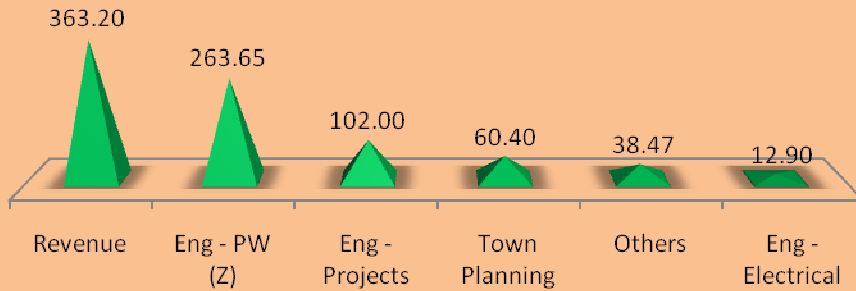 363.20
263.65
102.00
60.40
38.47
12.90
Revenue
Eng - PW
(Z)
Eng -
Projects
Town
Planning
Others
Eng -
Electrical